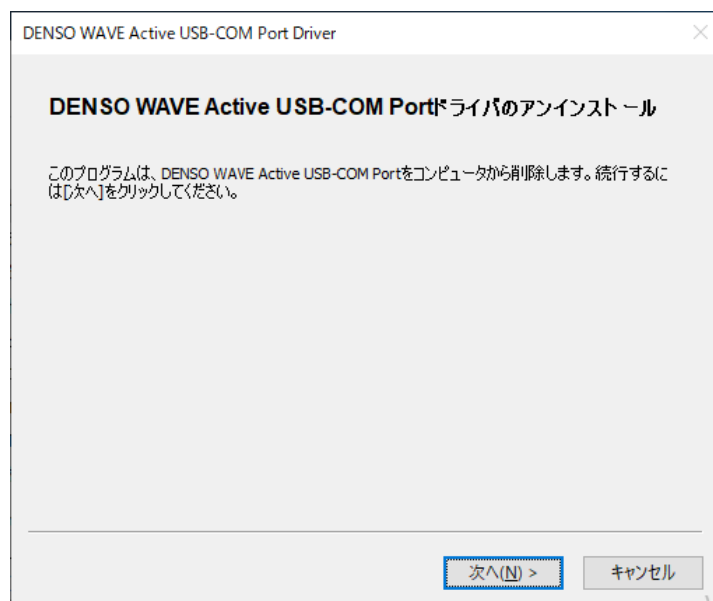 DENSO WAVE Active USB-COM Port Driver
DENSO WAVE Active USB-COM Portドライバのアンインストール
このプログラムは、DENSO WAVE Active USB-COM Portをコンピュータから削除します。続行するに
は[次へ]をクリックしてください。
次へ(N) >
キャンセル